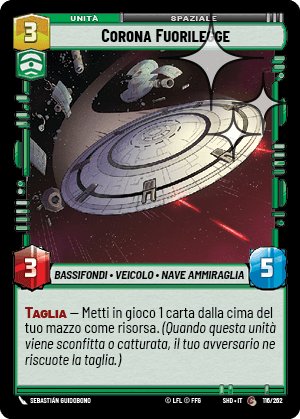 UNITÀ
SPAZIALE
3
CORONA FUORILEGGE
3
BASSIFONDI • VEICOLO • NAVE AMMIRAGLIA
5
TAGLIA — Metti in gioco 1 carta dalla cima del
tuo mazzo come risorsa. (Quando questa unità
viene sconfitta o catturata, il tuo avversario ne
riscuote la taglia.)
SEBASTIÁN GUIDOBONO
© LFL © FFG
SHD • IT
116/262